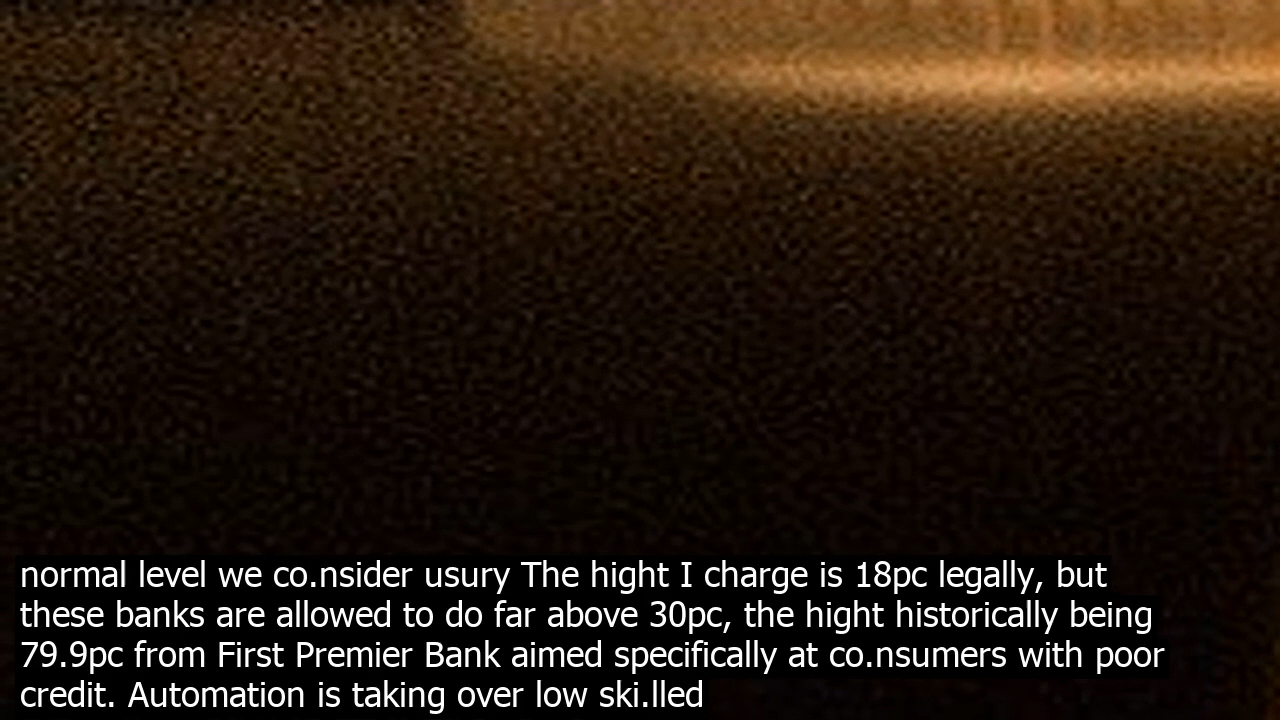 normal level we co.nsider usury The hight I charge is 18pc legally, but
these banks are allowed to do far above 30pc, the hight historically being
79.9pc from First Premier Bank aimed specifically at co.nsumers with poor
credit. Automation is taking over low ski.lled